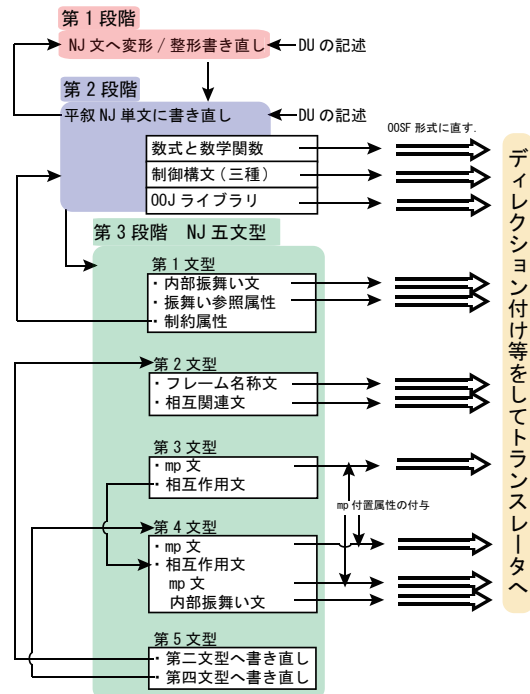 第１段階
NJ 文へ変形 / 整形書き直し
DU の記述
第２段階
平叙 NJ 単文に書き直し
DU の記述
OOSF 形式に直す.
数式と数学関数
制御構文 ( 三種 )
OOJ ライブラリ
第３段階　NJ 五文型
第１文型
・内部振舞い文
・振舞い参照属性
・制約属性
第２文型
・フレーム名称文
・相互関連文
第３文型
・mp 文
・相互作用文
mp 付置属性の付与
第４文型
・mp 文
・相互作用文
mp 文
内部振舞い文
第５文型
・第二文型へ書き直し
・第四文型へ書き直し
ディレクション付け等をしてトランスレータへ